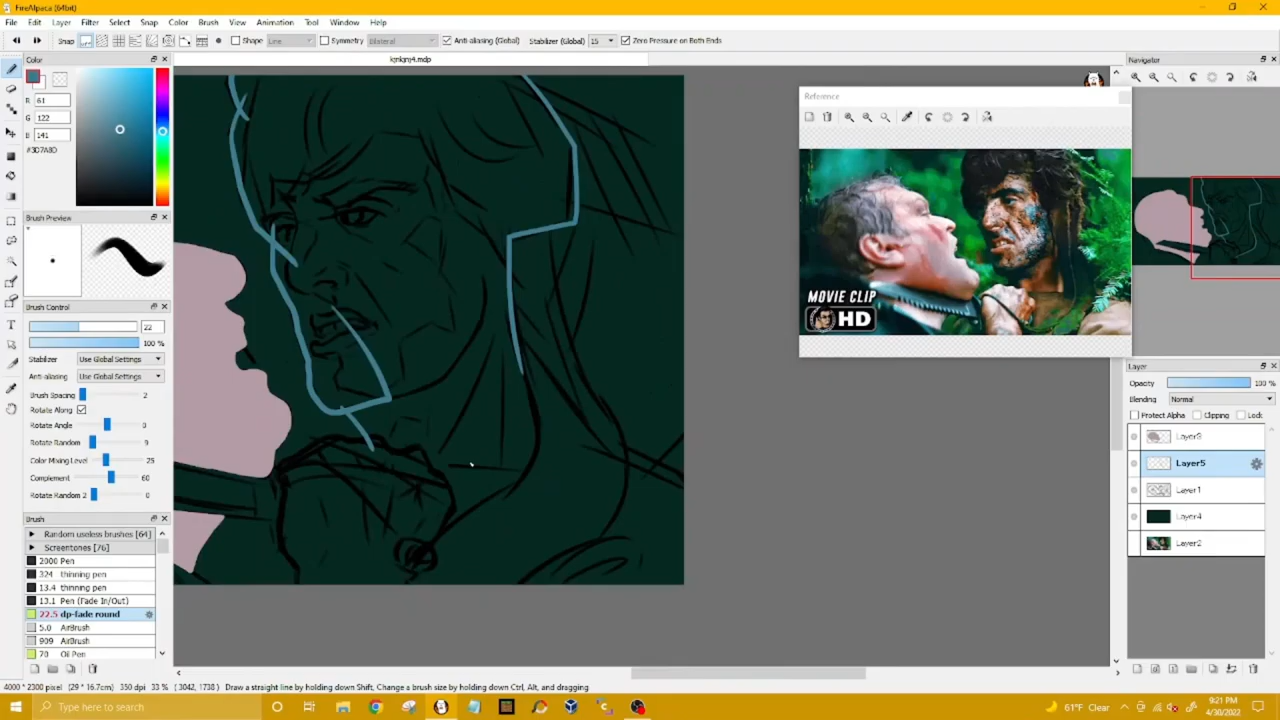 FireAlpaca (64bit)
File Edit Layer Filter Select Snap Color Brush View Animation Tool Window Help
Snap Shape Line Symmetry Bilateral Anti-aliasing (Global) Stabilizer (Global) 15 Zero Pressure on Both Ends
kjnkjnj4.mdp
Color
Navigator
R 61
G 122
B 141
#3D7A8D
Reference
MOVIE CLIP
HD
Brush Preview
Brush Control
22
100 %
Stabilizer Use Global Settings
Anti-aliasing Use Global Settings
Brush Spacing 2
Rotate Along
Rotate Angle 0
Rotate Random 9
Color Mixing Level 25
Complement 60
Rotate Random 2 0
Brush
Random useless brushes [64]
Screentones [76]
2000 Pen
324 thinning pen
13.4 thinning pen
13.1 Pen (Fade In/Out)
22.5 dp-fade round
5.0 AirBrush
909 AirBrush
70 Oil Pen
Layer
Opacity 100 %
Blending Normal
Protect Alpha Clipping Lock
Layer3
Layer5
Layer1
Layer4
Layer2
4000 * 2300 pixel (29 * 16.7cm) 350 dpi 33 % ( 3042, 1738 ) Draw a straight line by holding down Shift, Change a brush size by holding down Ctrl, Alt, and dragging
Type here to search
61°F Clear
9:21 PM
4/30/2022